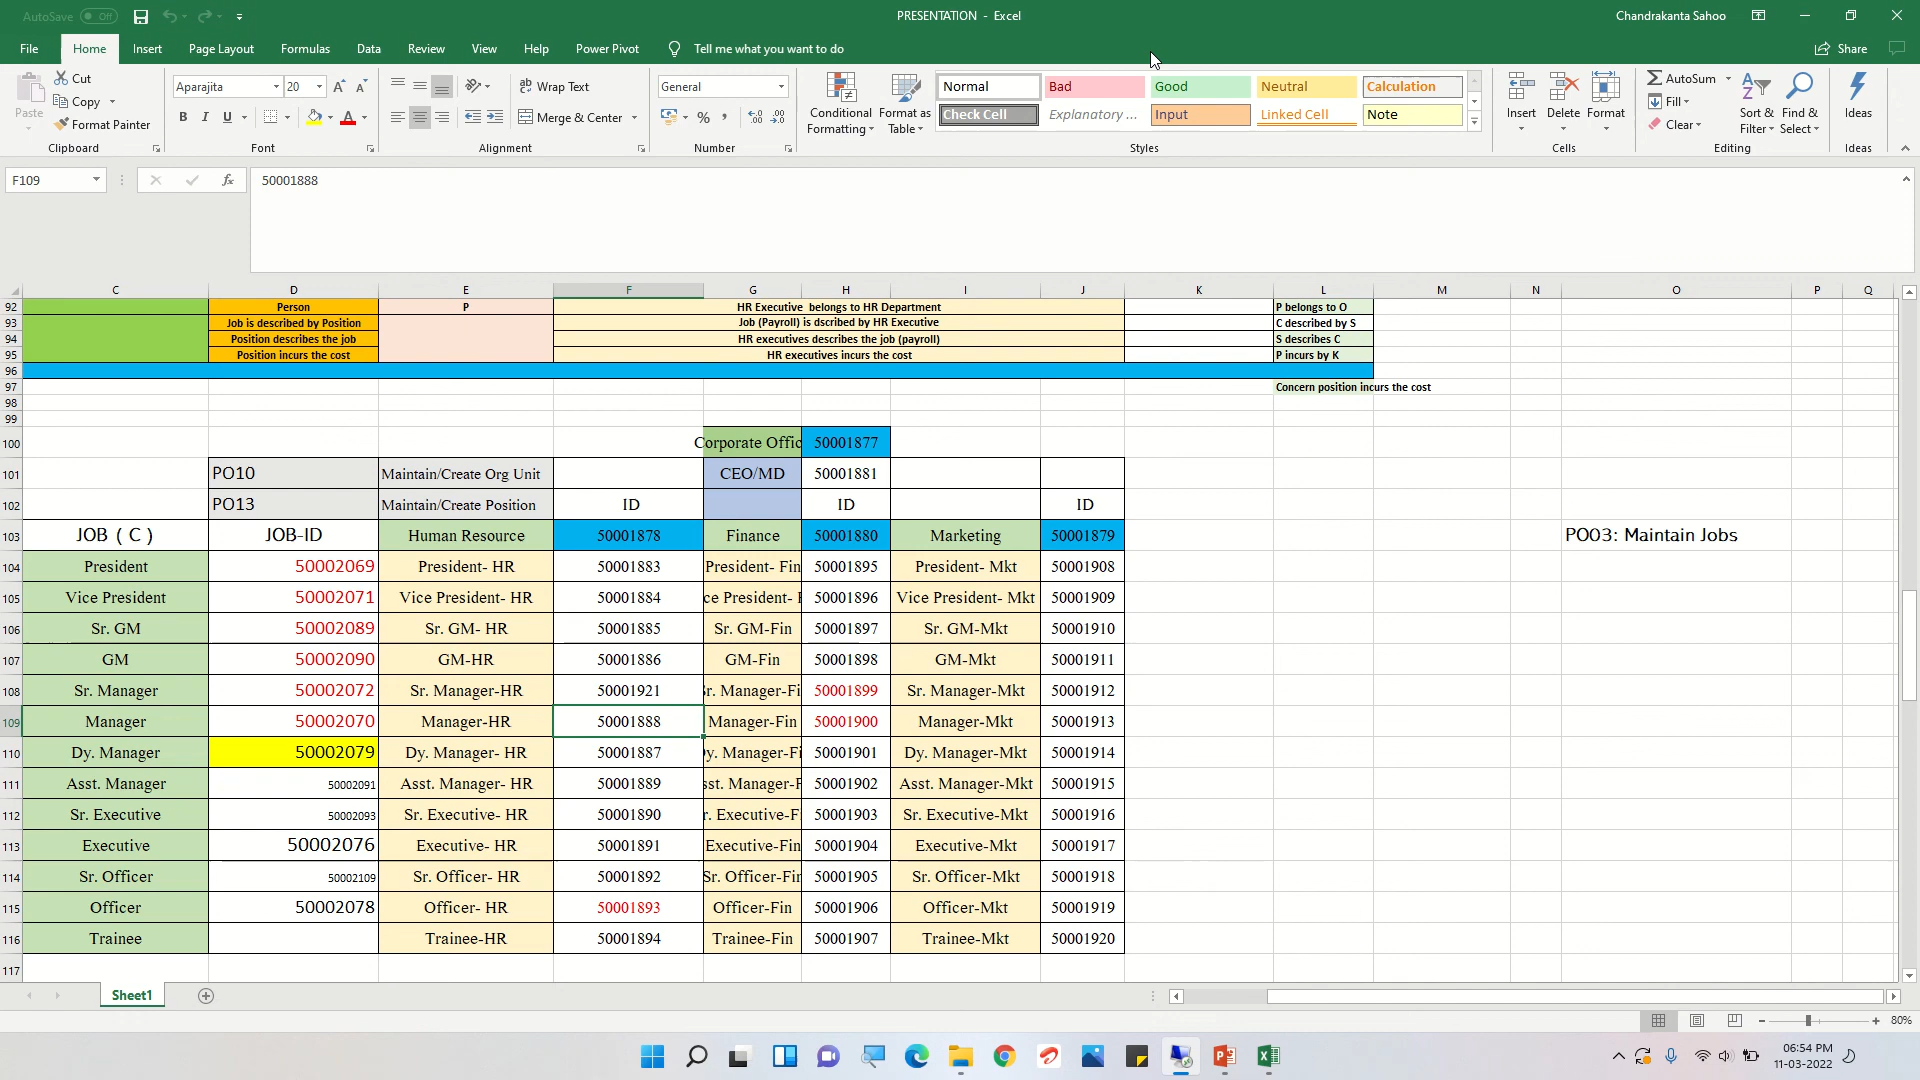 AutoSave Off
PRESENTATION - Excel
Chandrakanta Sahoo
File Home Insert Page Layout Formulas Data Review View Help Power Pivot Tell me what you want to do Share
Paste Cut Copy Format Painter
Aparajita 20
B I U
Wrap Text
Merge & Center
General
% ,
Conditional Formatting
Format as Table
Normal Bad Good Neutral Calculation
Check Cell Explanatory ... Input Linked Cell Note
Insert Delete Format
AutoSum Fill Clear
Sort & Filter
Find & Select
Ideas
Clipboard Font Alignment Number Styles Cells Editing Ideas
F109 fx 50001888
C D E F G H I J K L M N O P Q
92 Person P HR Executive belongs to HR Department P belongs to O
93 Job is described by Position Job (Payroll) is dscribed by HR Executive C described by S
94 Position describes the job HR executives describes the job (payroll) S describes C
95 Position incurs the cost HR executives incurs the cost P incurs by K
96
97 Concern position incurs the cost
98
99
100 Corporate Offic 50001877
101 PO10 Maintain/Create Org Unit CEO/MD 50001881
102 PO13 Maintain/Create Position ID ID ID
103 JOB ( C ) JOB-ID Human Resource 50001878 Finance 50001880 Marketing 50001879 PO03: Maintain Jobs
104 President 50002069 President- HR 50001883 President- Fin 50001895 President- Mkt 50001908
105 Vice President 50002071 Vice President- HR 50001884 ce President- 50001896 Vice President- Mkt 50001909
106 Sr. GM 50002089 Sr. GM- HR 50001885 Sr. GM-Fin 50001897 Sr. GM-Mkt 50001910
107 GM 50002090 GM-HR 50001886 GM-Fin 50001898 GM-Mkt 50001911
108 Sr. Manager 50002072 Sr. Manager-HR 50001921 r. Manager-Fi 50001899 Sr. Manager-Mkt 50001912
109 Manager 50002070 Manager-HR 50001888 Manager-Fin 50001900 Manager-Mkt 50001913
110 Dy. Manager 50002079 Dy. Manager- HR 50001887 y. Manager-Fi 50001901 Dy. Manager-Mkt 50001914
111 Asst. Manager 50002091 Asst. Manager- HR 50001889 sst. Manager-F 50001902 Asst. Manager-Mkt 50001915
112 Sr. Executive 50002093 Sr. Executive- HR 50001890 r. Executive-F 50001903 Sr. Executive-Mkt 50001916
113 Executive 50002076 Executive- HR 50001891 Executive-Fin 50001904 Executive-Mkt 50001917
114 Sr. Officer 50002109 Sr. Officer- HR 50001892 Sr. Officer-Fin 50001905 Sr. Officer-Mkt 50001918
115 Officer 50002078 Officer- HR 50001893 Officer-Fin 50001906 Officer-Mkt 50001919
116 Trainee Trainee-HR 50001894 Trainee-Fin 50001907 Trainee-Mkt 50001920
117
Sheet1
80%
06:54 PM
11-03-2022